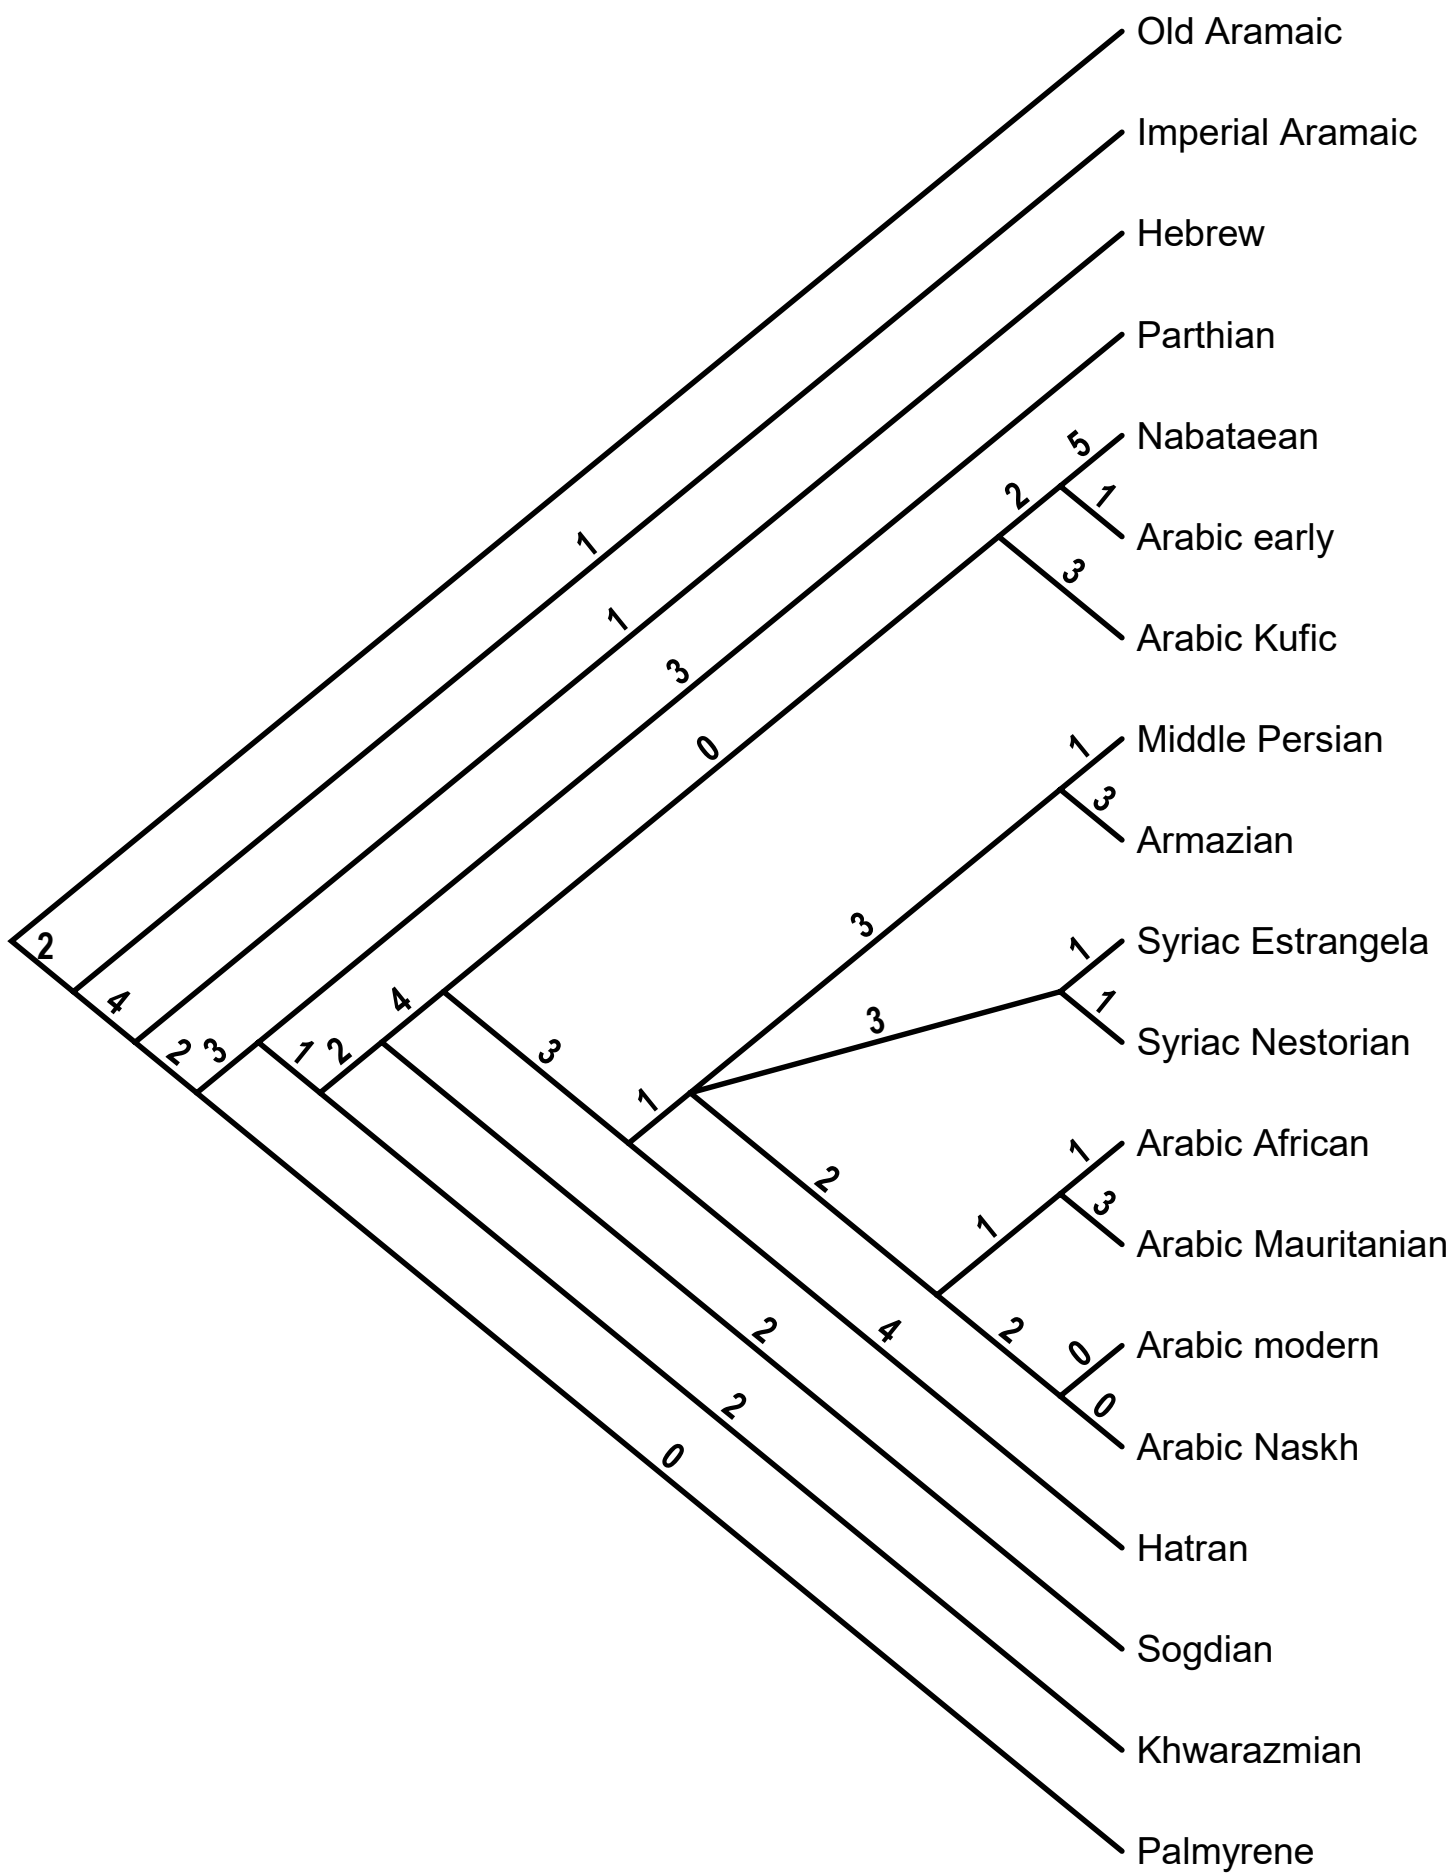 Old Aramaic
Imperial Aramaic
Hebrew
Parthian
5
Nabataean
2
1
1
Arabic early
3
1
Arabic Kufic
3
0
1
Middle Persian
3
Armazian
3
1
Syriac Estrangela
2
4
4
3
1
Syriac Nestorian
2
3
1
2
3
1
1
Arabic African
2
3
1
Arabic Mauritanian
2
4
2
0
Arabic modern
2
0
0
Arabic Naskh
Hatran
Sogdian
Khwarazmian
Palmyrene